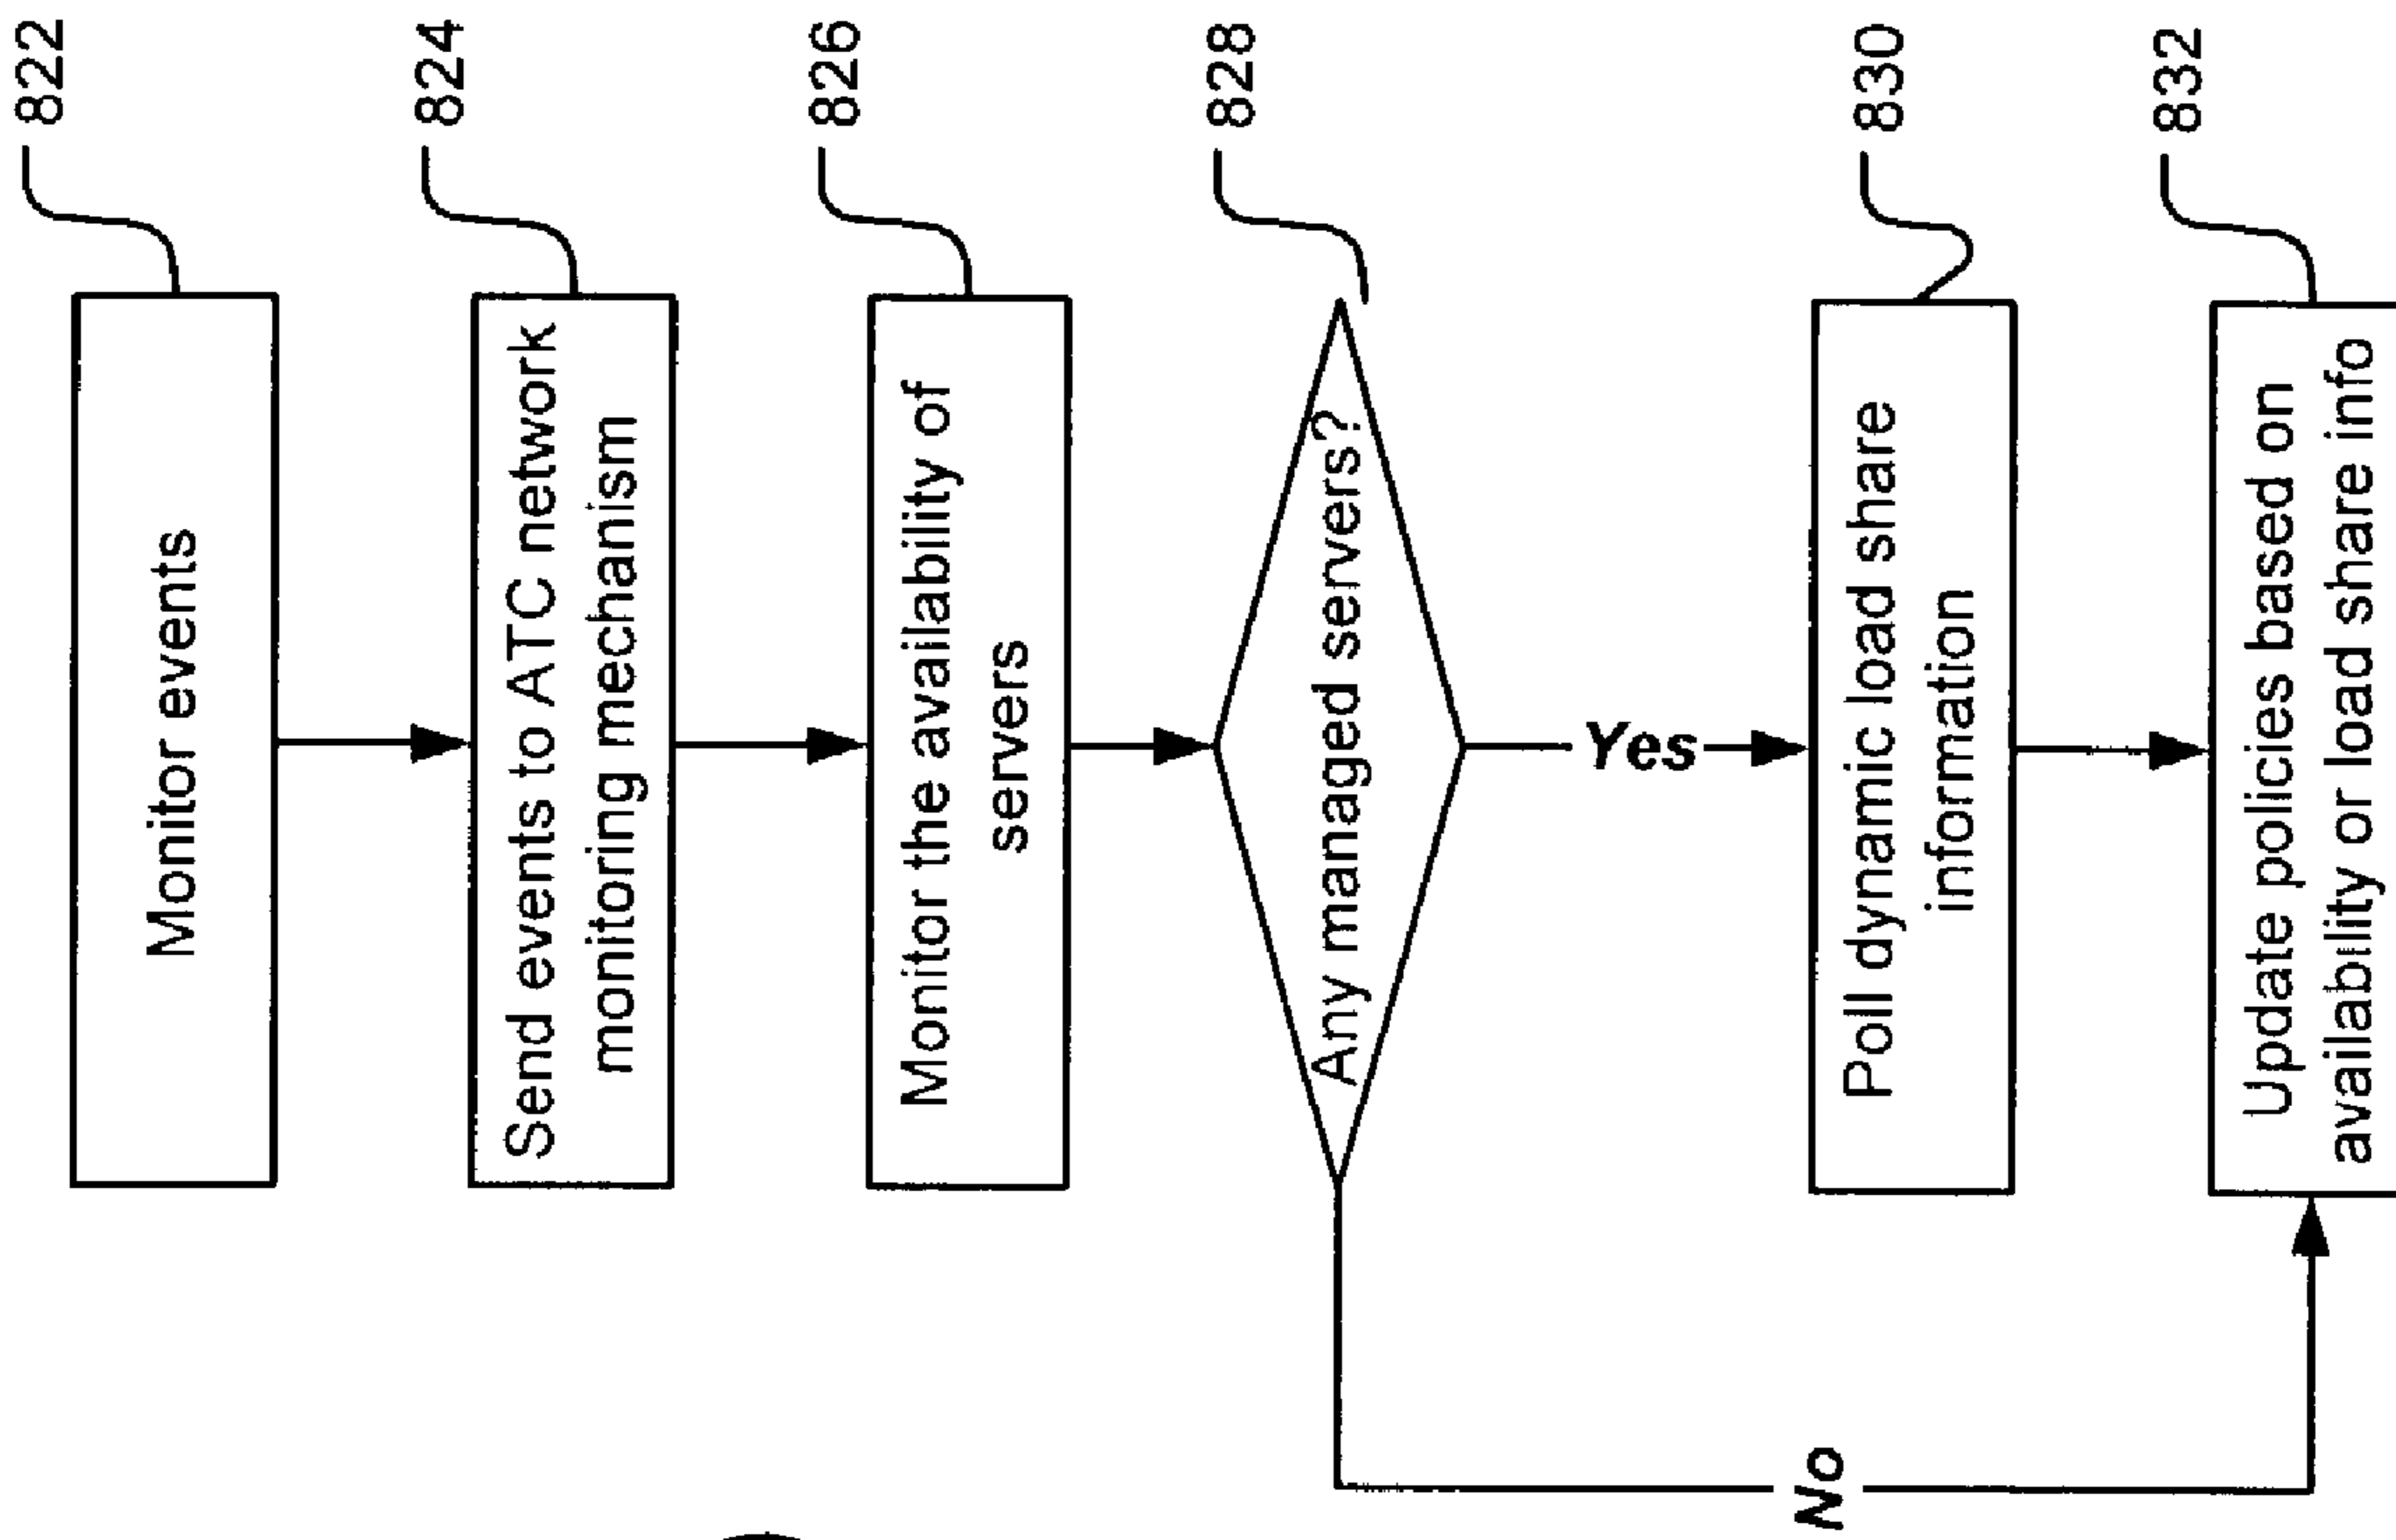 822
Monitor events
824
Send events to ATC network
monitoring mechanism
826
Monitor the availability of
servers
828
Any managed servers?
Yes
830
Poll dynamic load share
information
No
832
Update policies based on
availability or load share info